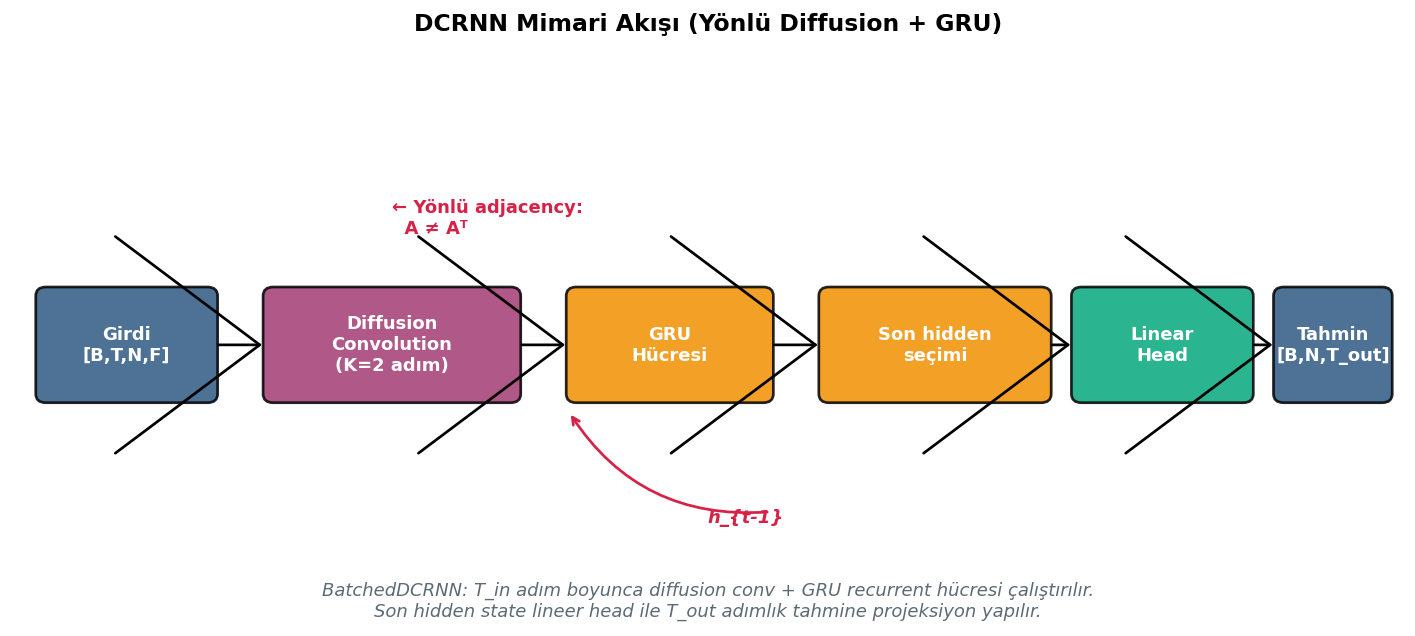 DCRNN Mimari Akışı (Yönlü Diffusion + GRU)
← Yönlü adjacency:
A ≠ Aᵀ
Girdi
[B,T,N,F]
Diffusion
Convolution
(K=2 adım)
GRU
Hücresi
Son hidden
seçimi
Linear
Head
Tahmin
[B,N,T_out]
h_{t-1}
BatchedDCRNN: T_in adım boyunca diffusion conv + GRU recurrent hücresi çalıştırılır.
Son hidden state lineer head ile T_out adımlık tahmine projeksiyon yapılır.